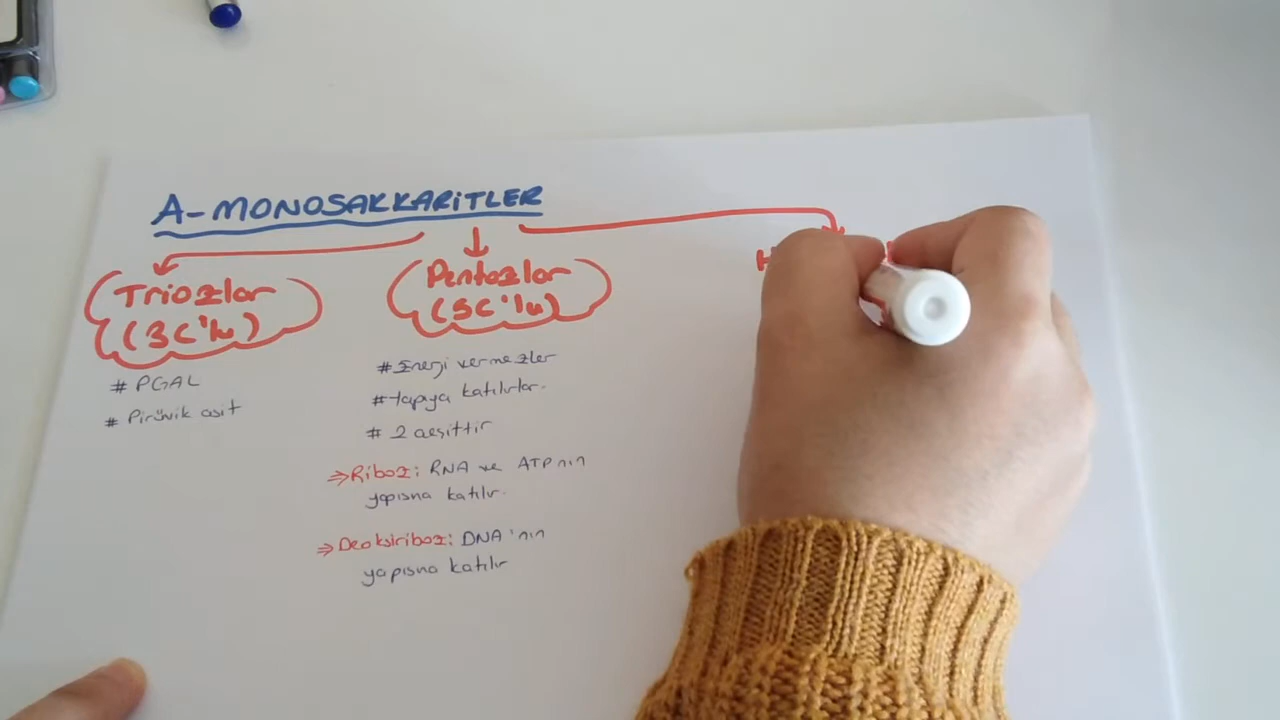 A-MONOSAKKARİTLER
Triozlar
(3C'lu)
# PGAL
# Pirüvik asit
Pentozlar
(5C'lu)
# Enerji vermezler
# Yapıya katılırlar.
# 2 çeşittir
⇒ Riboz: RNA ve ATP'nin
yapısına katılır.
⇒ Deoksiriboz: DNA'nın
yapısına katılır
H